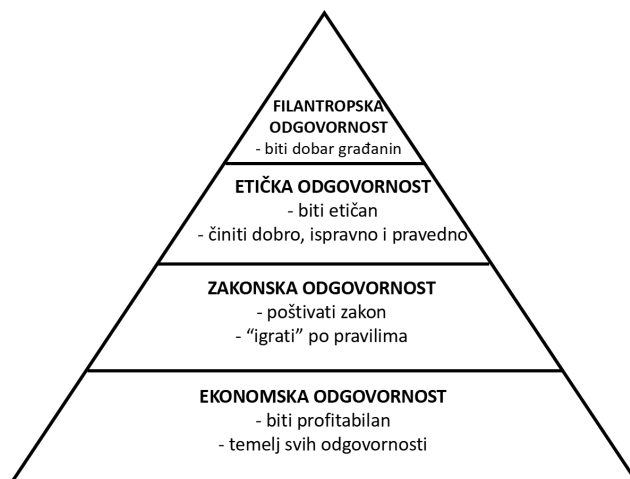 FILANTROPSKA
ODGOVORNOST
- biti dobar građanin
ETIČKA ODGOVORNOST
- biti etičan
- činiti dobro, ispravno i pravedno
ZAKONSKA ODGOVORNOST
- poštivati zakon
- “igrati” po pravilima
EKONOMSKA ODGOVORNOST
- biti profitabilan
- temelj svih odgovornosti